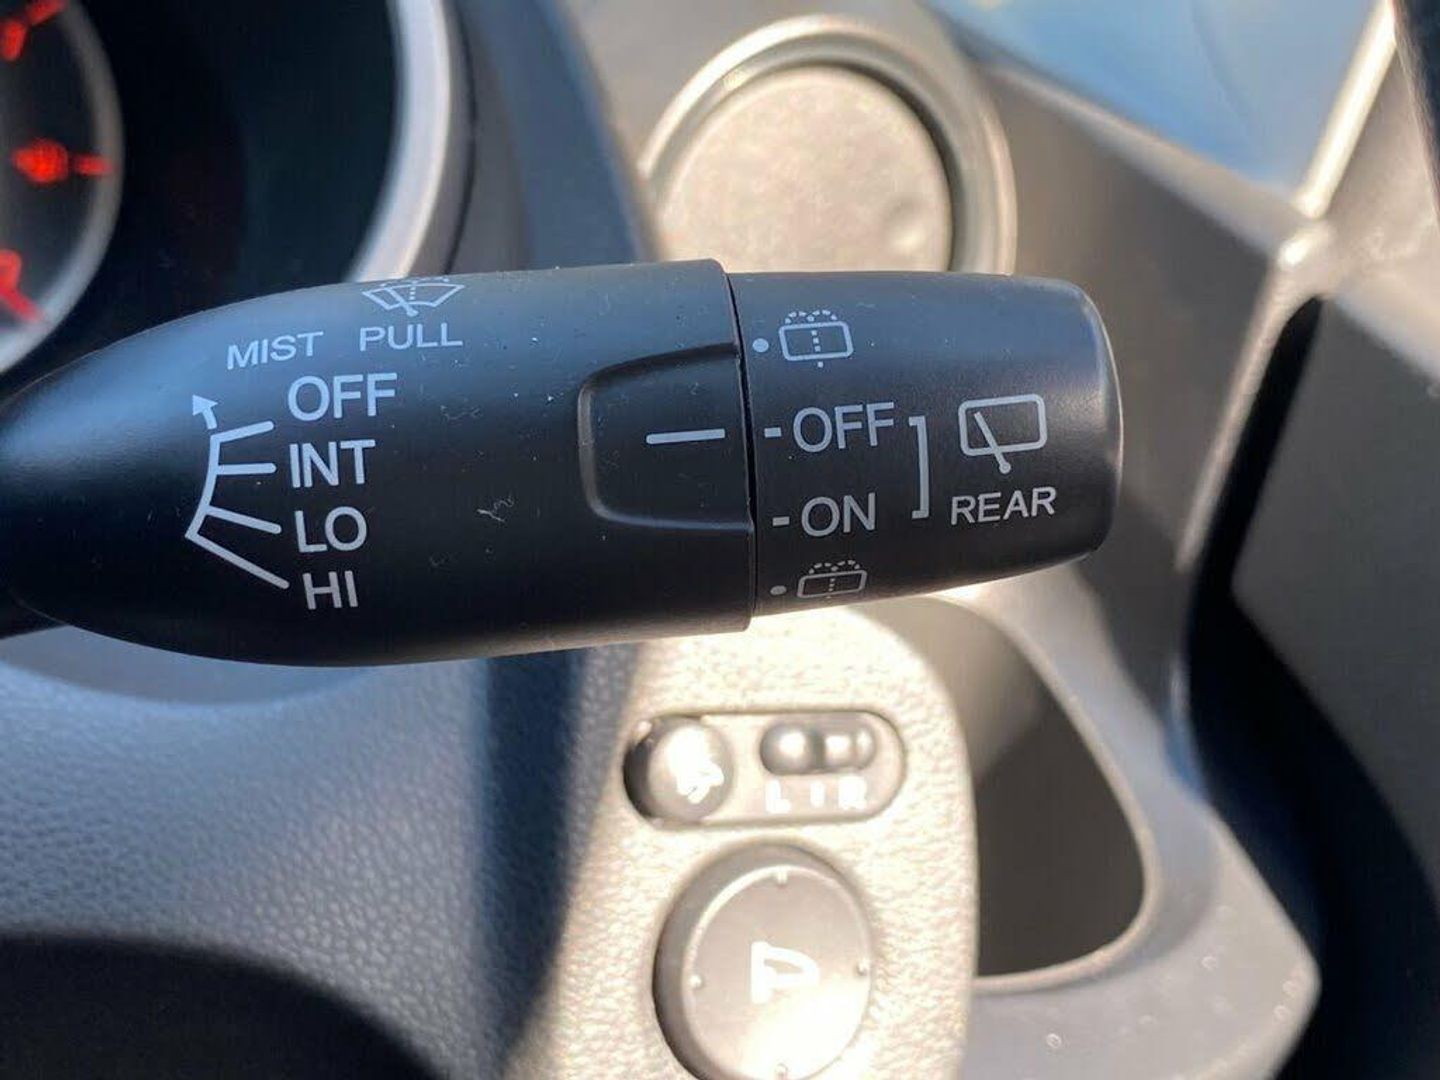 MIST PULL
OFF
INT
LO
HI
OFF
ON
REAR
L R